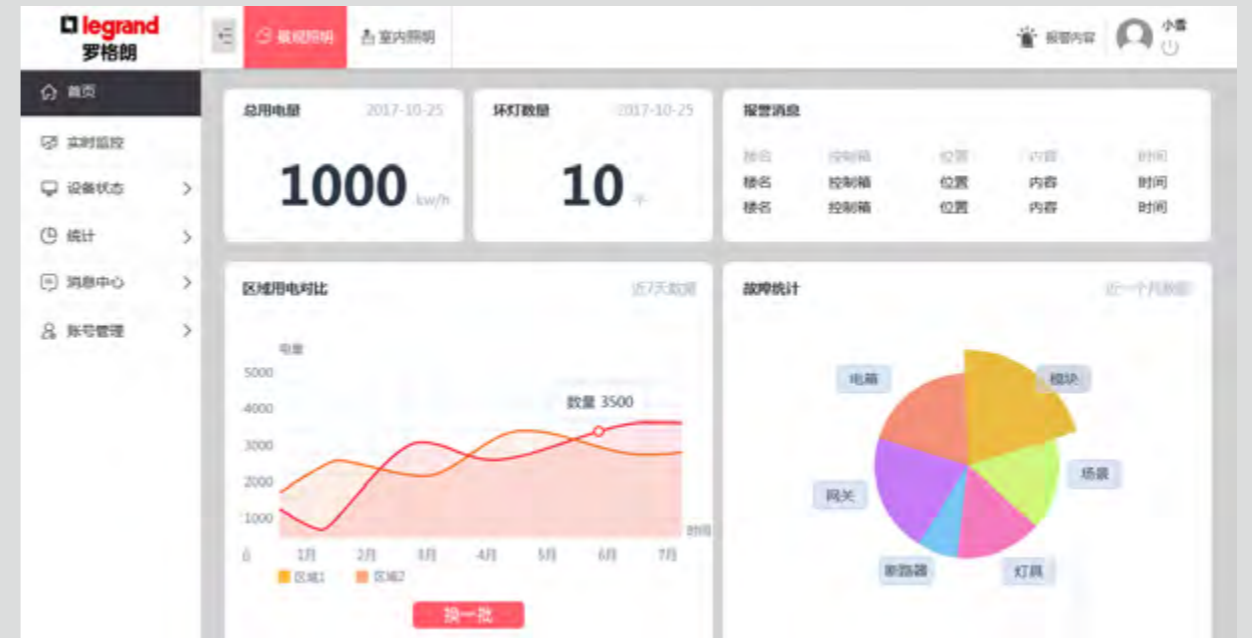 legrand
罗格朗
景观照明
室内照明
报警内容
小雪
首页
实时监控
设备状态
统计
消息中心
账号管理
总用电量 2017-10-25
1000 kw/h
坏灯数量 2017-10-25
10 个
报警消息
楼名 控制箱 位置 内容 时间
楼名 控制箱 位置 内容 时间
楼名 控制箱 位置 内容 时间
区域用电对比 近7天数据
电量
5000
4000
3000
2000
1000
0
数量 3500
时间
1月 2月 3月 4月 5月 6月 7月
区域1 区域2
换一批
故障统计 近一个月数据
电箱
模块
场景
网关
断路器
灯具